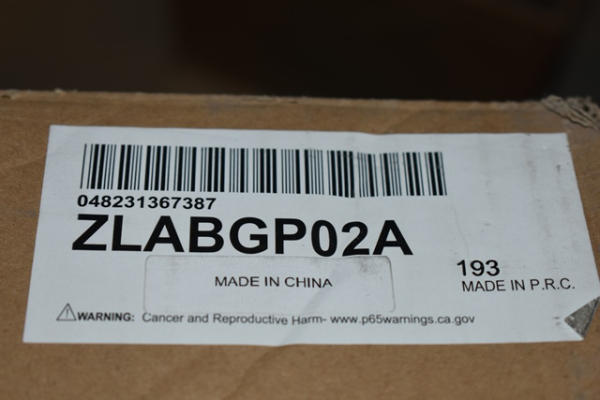 048231367387
ZLABGP02A
MADE IN CHINA
193
MADE IN P.R.C.
WARNING: Cancer and Reproductive Harm- www.p65warnings.ca.gov